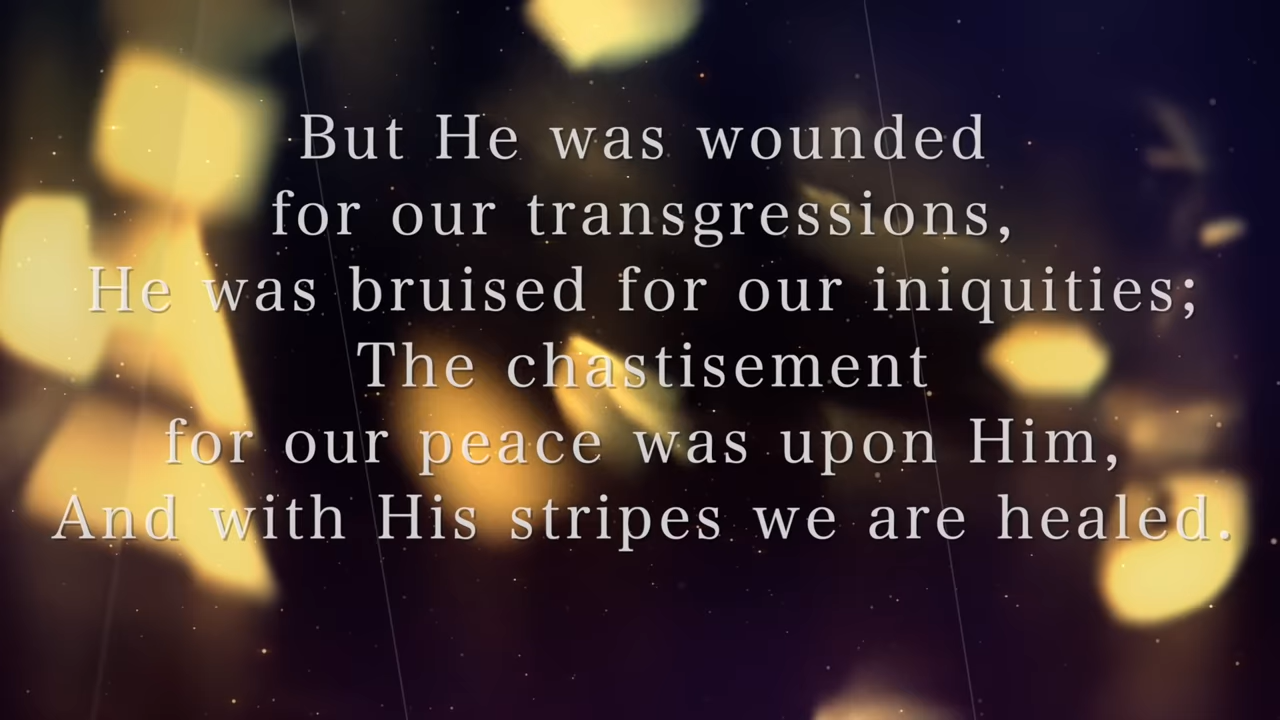 But He was wounded
for our transgressions,
He was bruised for our iniquities;
The chastisement
for our peace was upon Him,
And with His stripes we are healed.